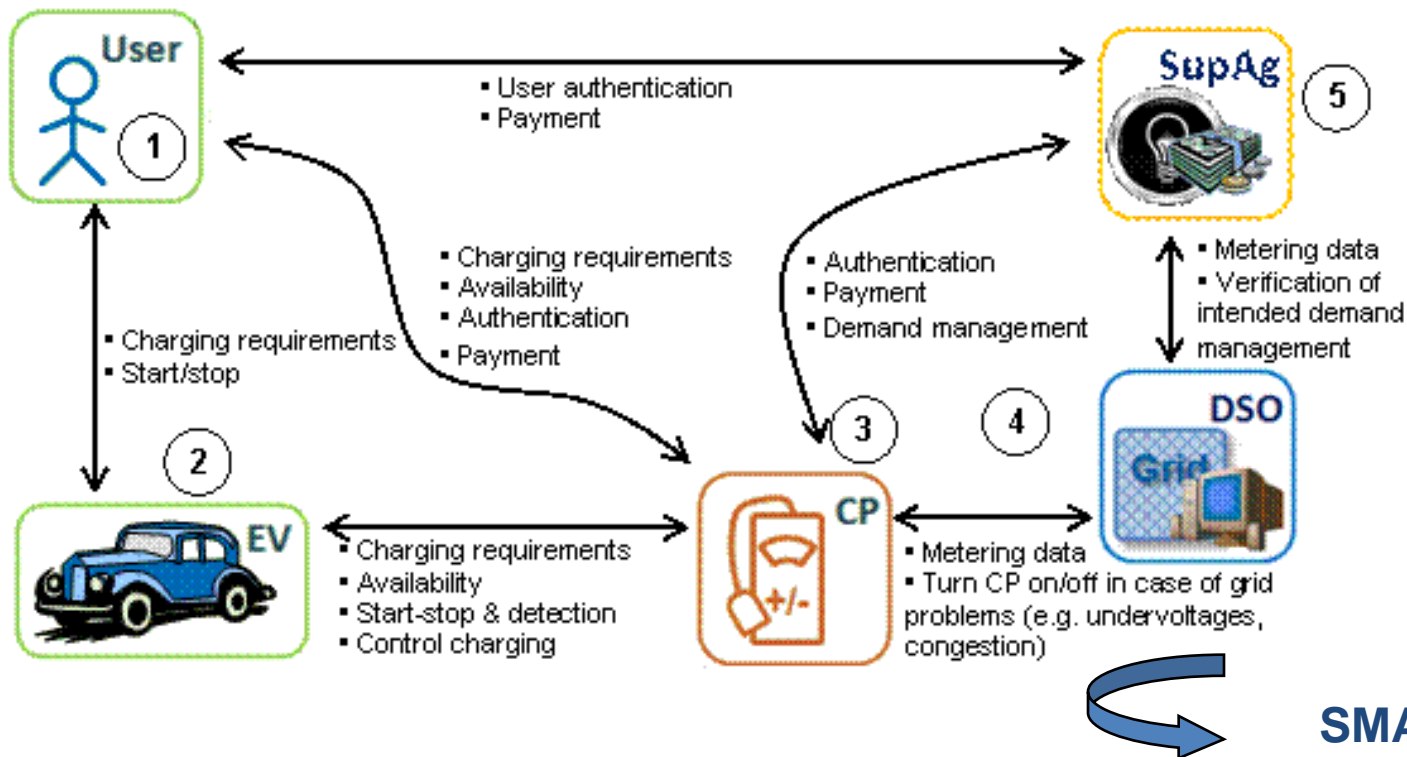 User
1
▪ User authentication
▪ Payment
SupAg
5
▪ Charging requirements
▪ Availability
▪ Authentication
▪ Payment
▪ Authentication
▪ Payment
▪ Demand management
▪ Metering data
▪ Verification of
intended demand
management
▪ Charging requirements
▪ Start/stop
2
3
4
DSO
Grid
EV
▪ Charging requirements
▪ Availability
▪ Start-stop & detection
▪ Control charging
CP
+/-
▪ Metering data
▪ Turn CP on/off in case of grid
problems (e.g. undervoltages,
congestion)
SMA